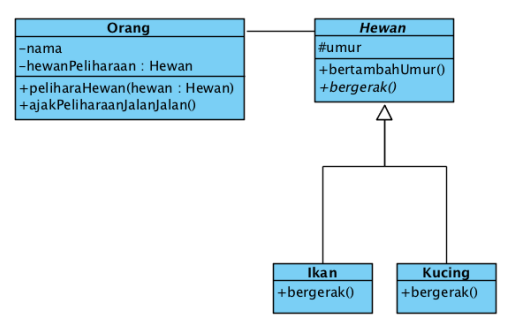 Orang
-nama
-hewanPeliharaan : Hewan
+peliharaHewan(hewan : Hewan)
+ajakPeliharaanJalanJalan()
Hewan
#umur
+bertambahUmur()
+bergerak()
Ikan
+bergerak()
Kucing
+bergerak()